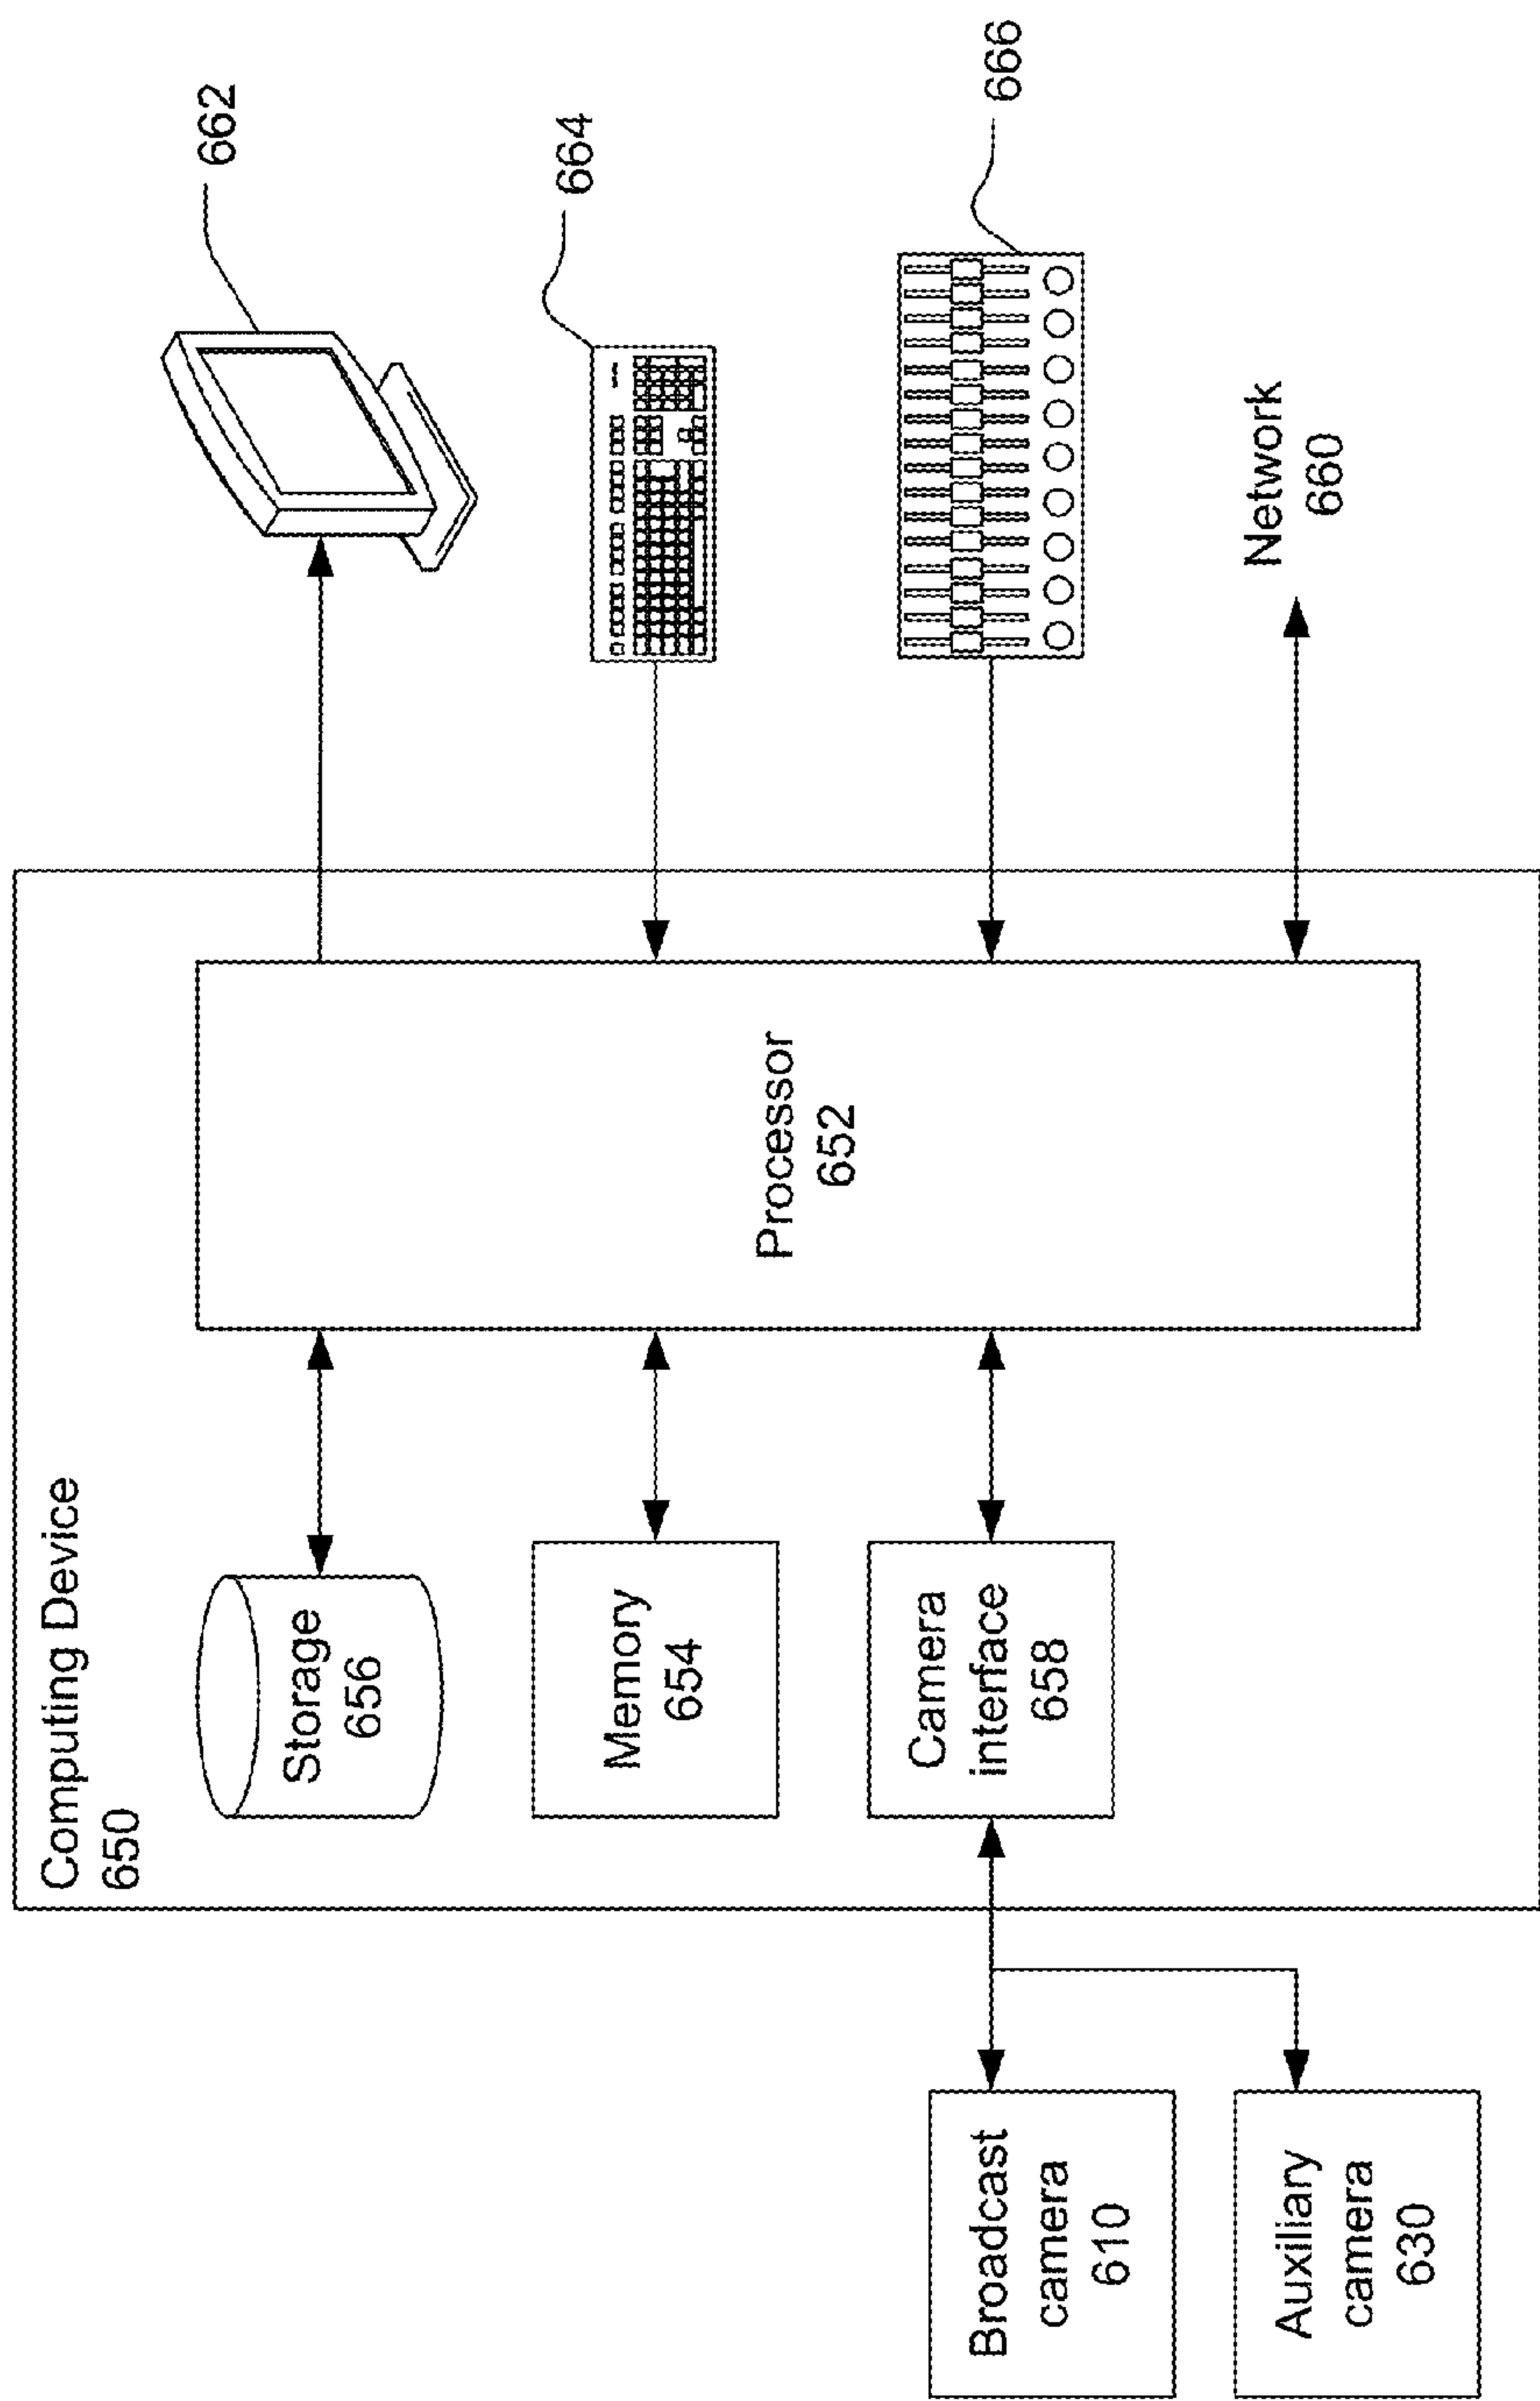 Computing Device
650
Storage
656
Memory
654
Camera
interface
658
Processor
652
Broadcast
camera
610
Auxiliary
camera
630
662
664
666
Network
660